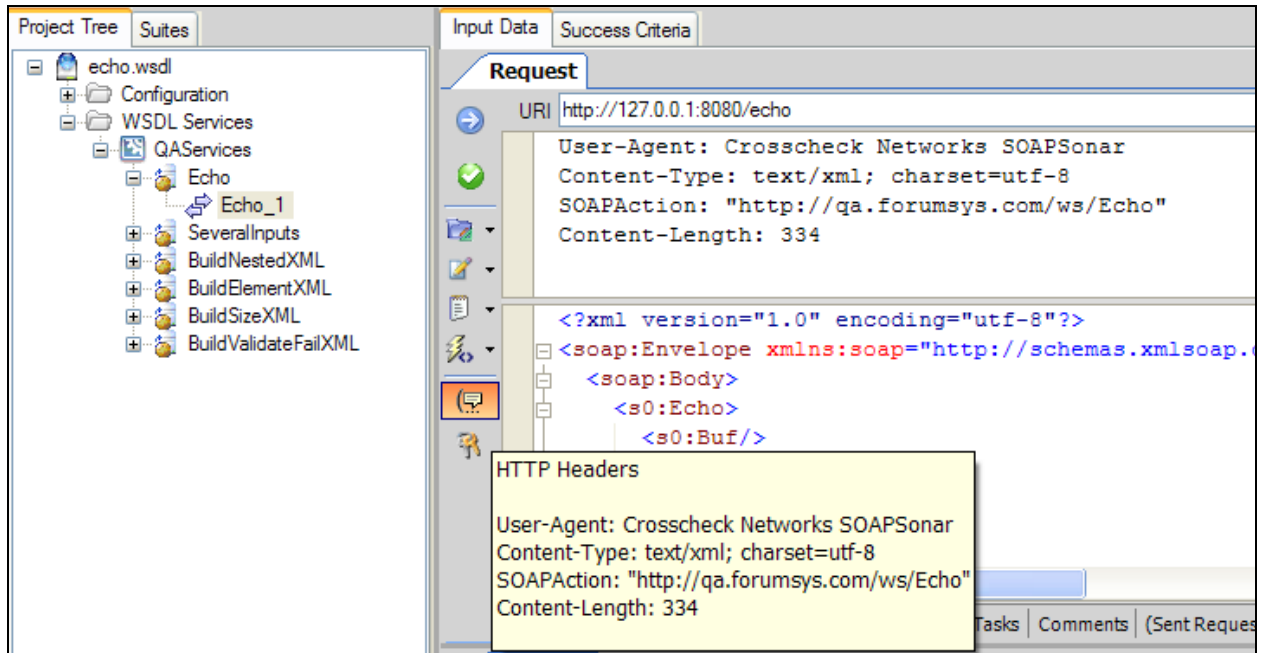 Project Tree Suites
echo.wsdl
Configuration
WSDL Services
QAServices
Echo
Echo_1
SeveralInputs
BuildNestedXML
BuildElementXML
BuildSizeXML
BuildValidateFailXML
Input Data Success Criteria
Request
URI http://127.0.0.1:8080/echo
User-Agent: Crosscheck Networks SOAPSonar
Content-Type: text/xml; charset=utf-8
SOAPAction: "http://qa.forumsys.com/ws/Echo"
Content-Length: 334
<?xml version="1.0" encoding="utf-8"?>
<soap:Envelope xmlns:soap="http://schemas.xmlsoap.
<soap:Body>
<s0:Echo>
<s0:Buf/>
HTTP Headers
User-Agent: Crosscheck Networks SOAPSonar
Content-Type: text/xml; charset=utf-8
SOAPAction: "http://qa.forumsys.com/ws/Echo"
Content-Length: 334
Tasks Comments (Sent Reques